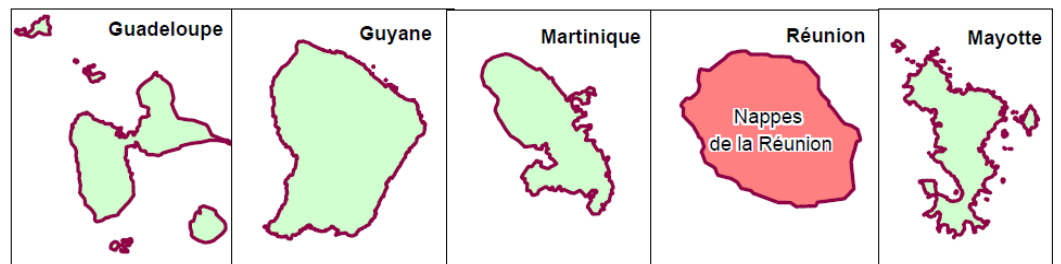 Guadeloupe
Guyane
Martinique
Réunion
Mayotte
Nappes
de la Réunion